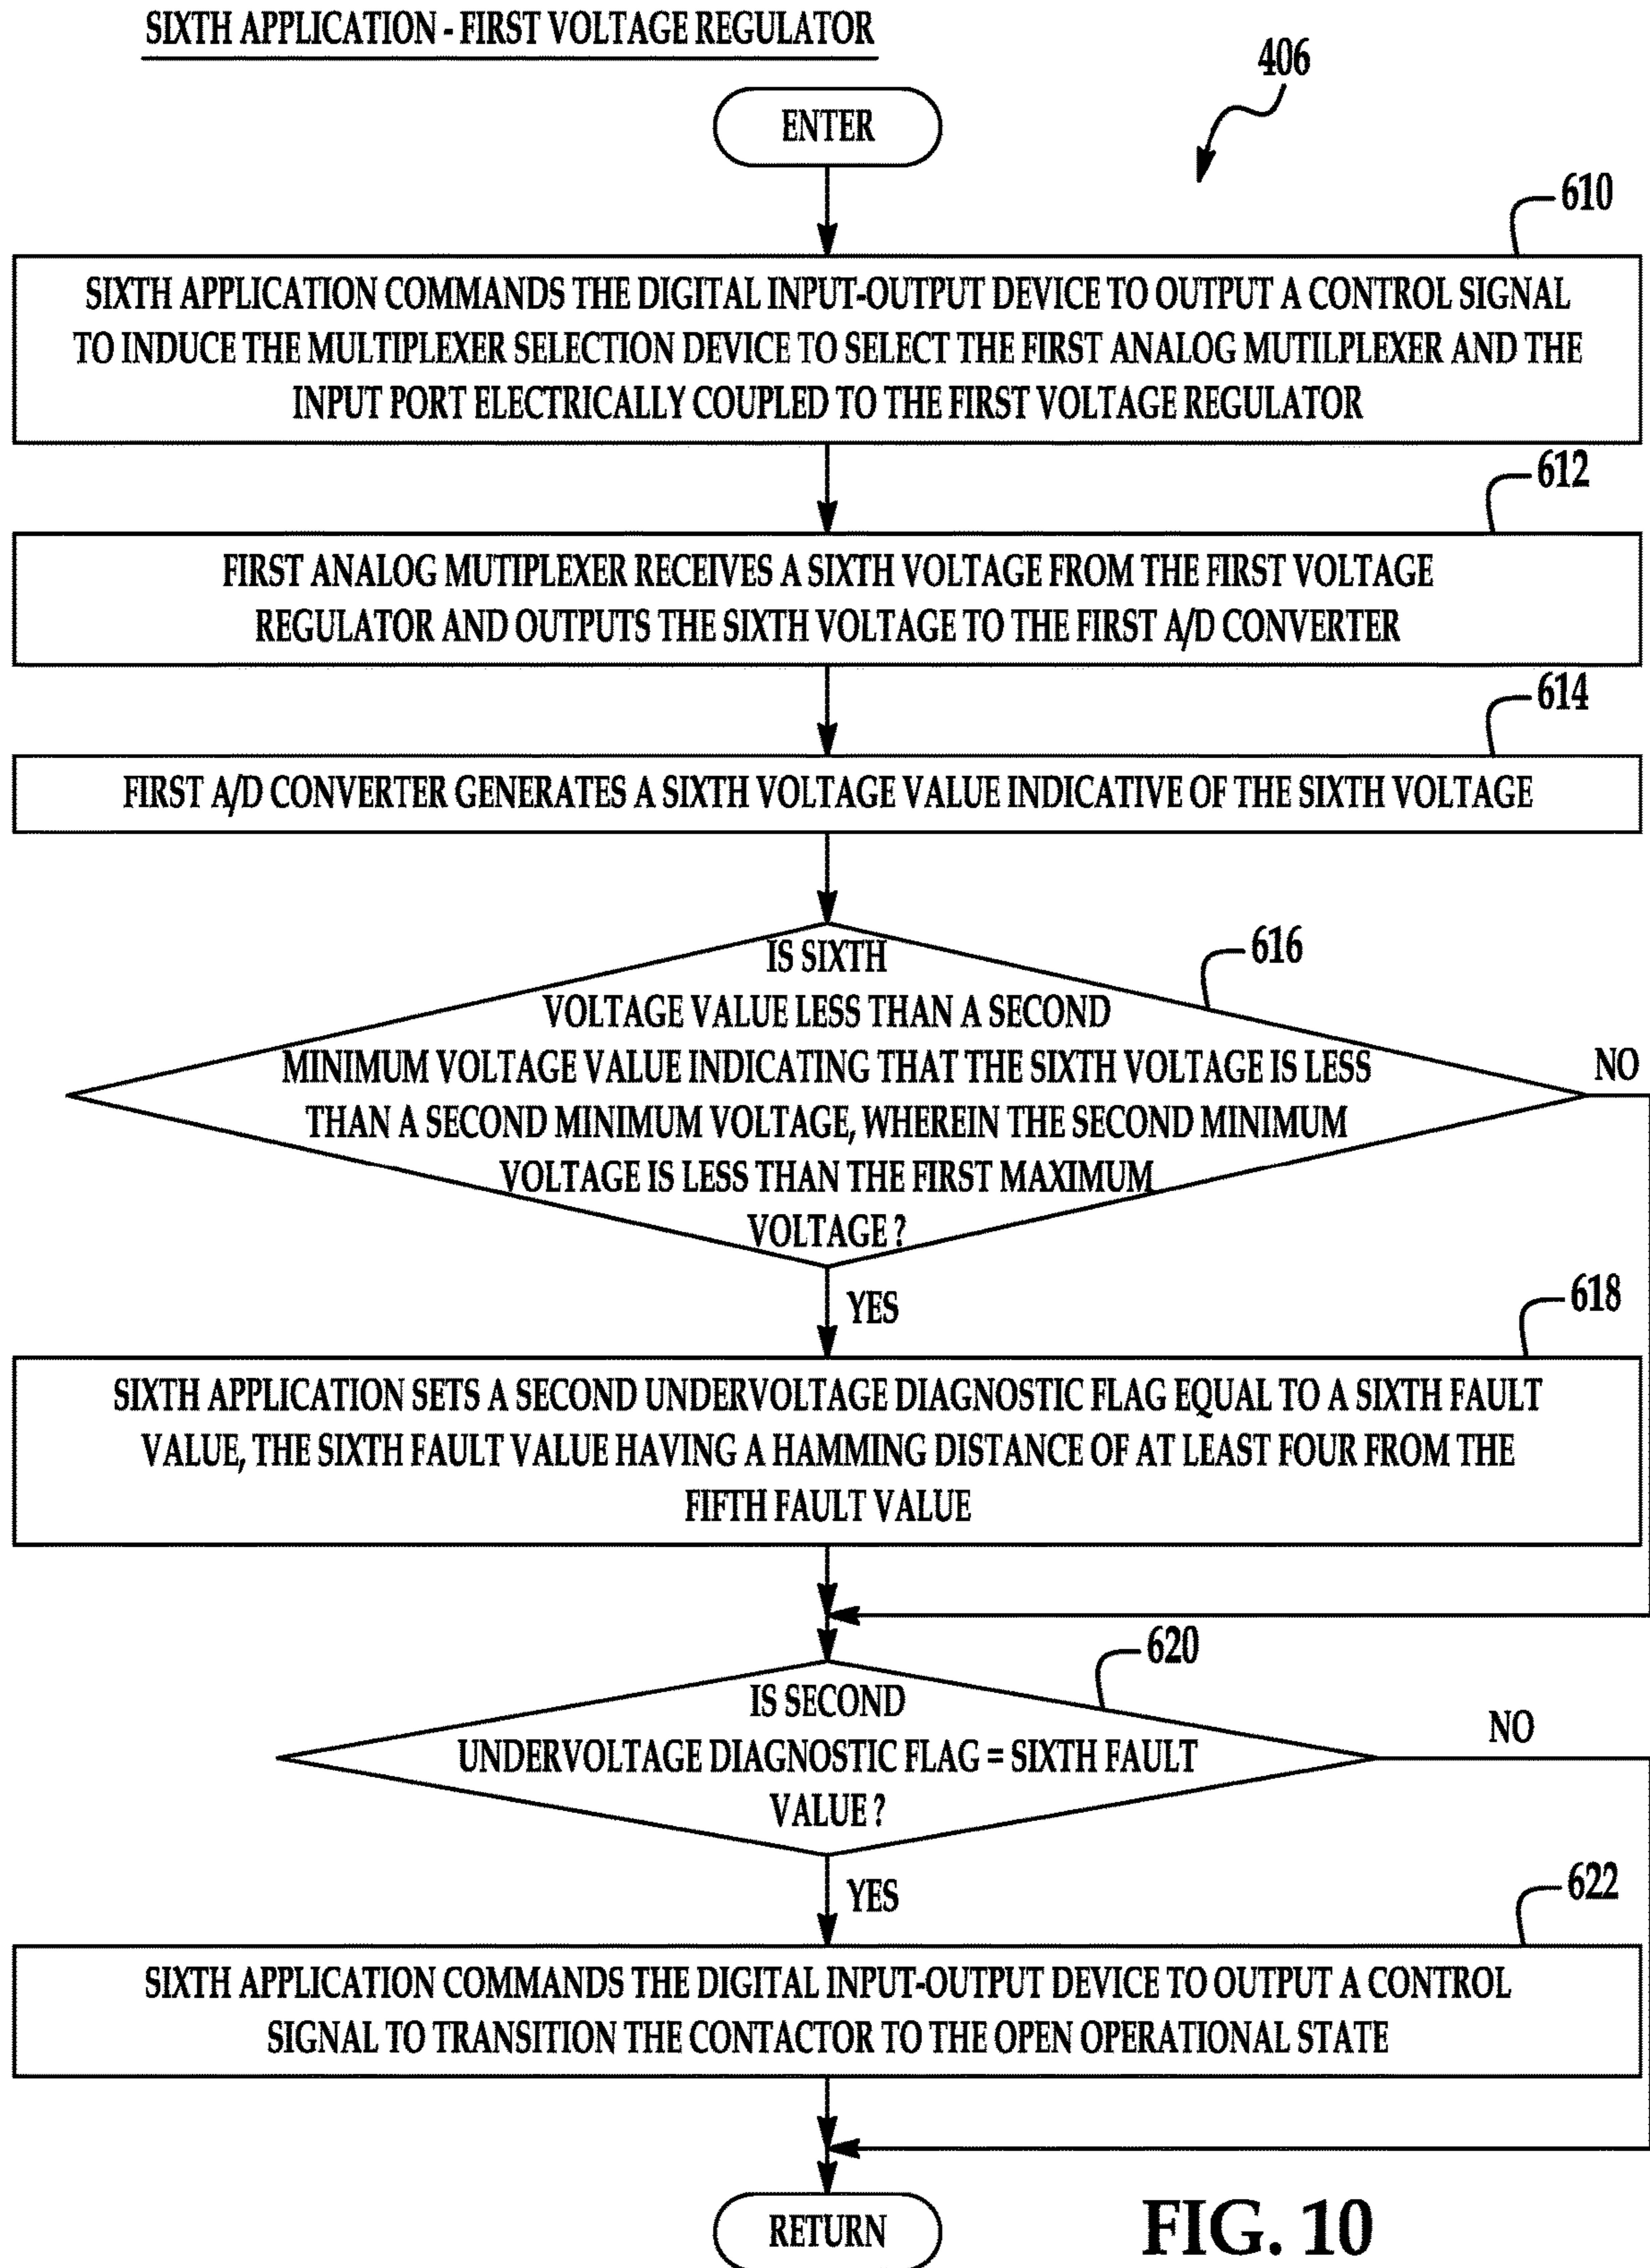 SIXTH APPLICATION - FIRST VOLTAGE REGULATOR
406
ENTER
610
SIXTH APPLICATION COMMANDS THE DIGITAL INPUT-OUTPUT DEVICE TO OUTPUT A CONTROL SIGNAL
TO INDUCE THE MULTIPLEXER SELECTION DEVICE TO SELECT THE FIRST ANALOG MUTILPLEXER AND THE
INPUT PORT ELECTRICALLY COUPLED TO THE FIRST VOLTAGE REGULATOR
612
FIRST ANALOG MUTIPLEXER RECEIVES A SIXTH VOLTAGE FROM THE FIRST VOLTAGE
REGULATOR AND OUTPUTS THE SIXTH VOLTAGE TO THE FIRST A/D CONVERTER
614
FIRST A/D CONVERTER GENERATES A SIXTH VOLTAGE VALUE INDICATIVE OF THE SIXTH VOLTAGE
616
IS SIXTH
VOLTAGE VALUE LESS THAN A SECOND
MINIMUM VOLTAGE VALUE INDICATING THAT THE SIXTH VOLTAGE IS LESS
THAN A SECOND MINIMUM VOLTAGE, WHEREIN THE SECOND MINIMUM
VOLTAGE IS LESS THAN THE FIRST MAXIMUM
VOLTAGE ?
NO
YES
618
SIXTH APPLICATION SETS A SECOND UNDERVOLTAGE DIAGNOSTIC FLAG EQUAL TO A SIXTH FAULT
VALUE, THE SIXTH FAULT VALUE HAVING A HAMMING DISTANCE OF AT LEAST FOUR FROM THE
FIFTH FAULT VALUE
620
IS SECOND
UNDERVOLTAGE DIAGNOSTIC FLAG = SIXTH FAULT
VALUE ?
NO
YES
622
SIXTH APPLICATION COMMANDS THE DIGITAL INPUT-OUTPUT DEVICE TO OUTPUT A CONTROL
SIGNAL TO TRANSITION THE CONTACTOR TO THE OPEN OPERATIONAL STATE
RETURN
FIG. 10